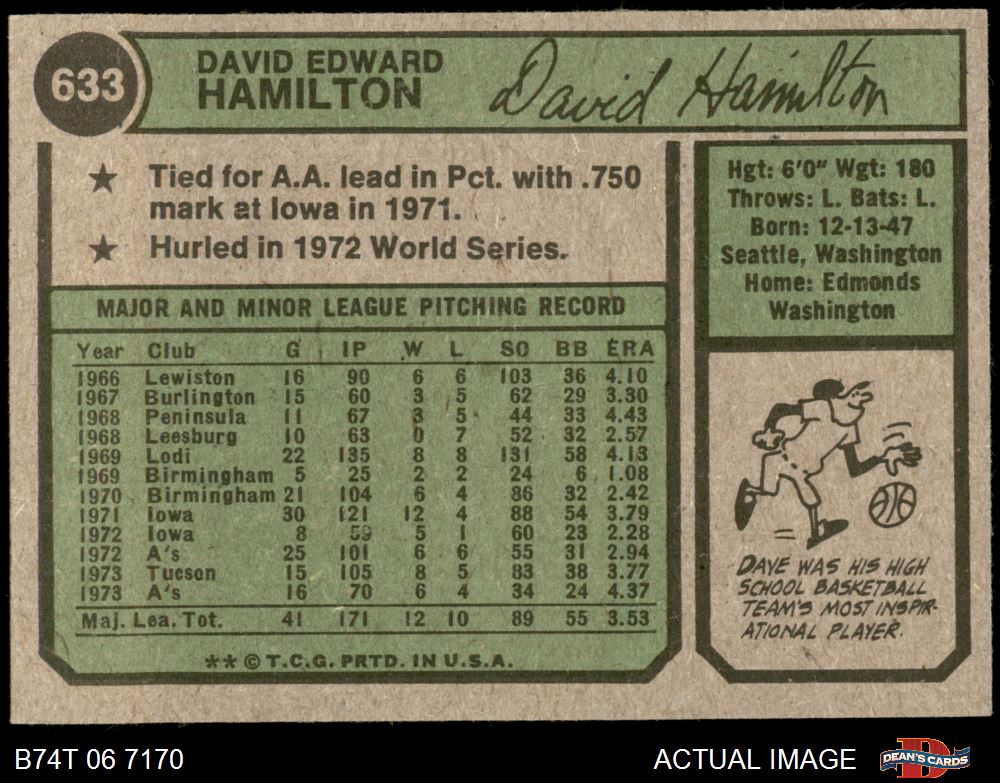 633
DAVID EDWARD
HAMILTON
David Hamilton
★ Tied for A.A. lead in Pct. with .750
mark at Iowa in 1971.
★ Hurled in 1972 World Series.
MAJOR AND MINOR LEAGUE PITCHING RECORD
Year Club G IP W L SO BB ERA
1966 Lewiston 16 90 6 6 103 36 4.10
1967 Burlington 15 60 3 5 62 29 3.30
1968 Peninsula 11 67 3 5 44 33 4.43
1968 Leesburg 10 63 0 7 52 32 2.57
1969 Lodi 22 135 8 8 131 58 4.13
1969 Birmingham 5 25 2 2 24 6 1.08
1970 Birmingham 21 104 6 4 86 32 2.42
1971 Iowa 30 121 12 4 88 54 3.79
1972 Iowa 8 59 5 1 60 23 2.28
1972 A's 25 101 6 6 55 31 2.94
1973 Tucson 15 105 8 5 83 38 3.77
1973 A's 16 70 6 4 34 24 4.37
Maj. Lea. Tot. 41 171 12 10 89 55 3.53
** © T.C.G. PRTD. IN U.S.A.
Hgt: 6'0" Wgt: 180
Throws: L. Bats: L.
Born: 12-13-47
Seattle, Washington
Home: Edmonds
Washington
DAVE WAS HIS HIGH
SCHOOL BASKETBALL
TEAM'S MOST INSPIR-
ATIONAL PLAYER.
B74T 06 7170
ACTUAL IMAGE
DEAN'S CARDS